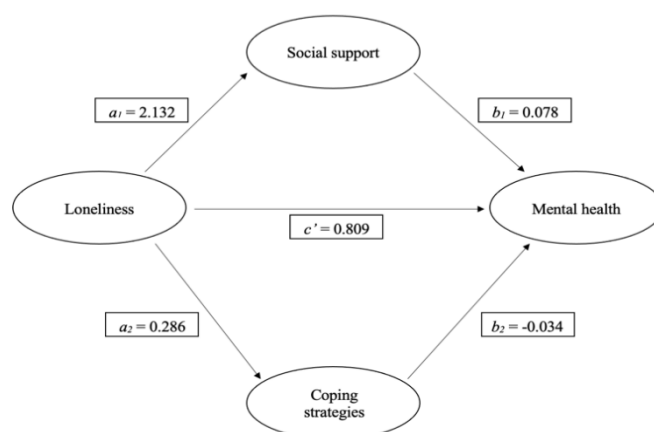 Social support
a₁ = 2.132
b₁ = 0.078
Loneliness
Mental health
c' = 0.809
a₂ = 0.286
b₂ = -0.034
Coping
strategies